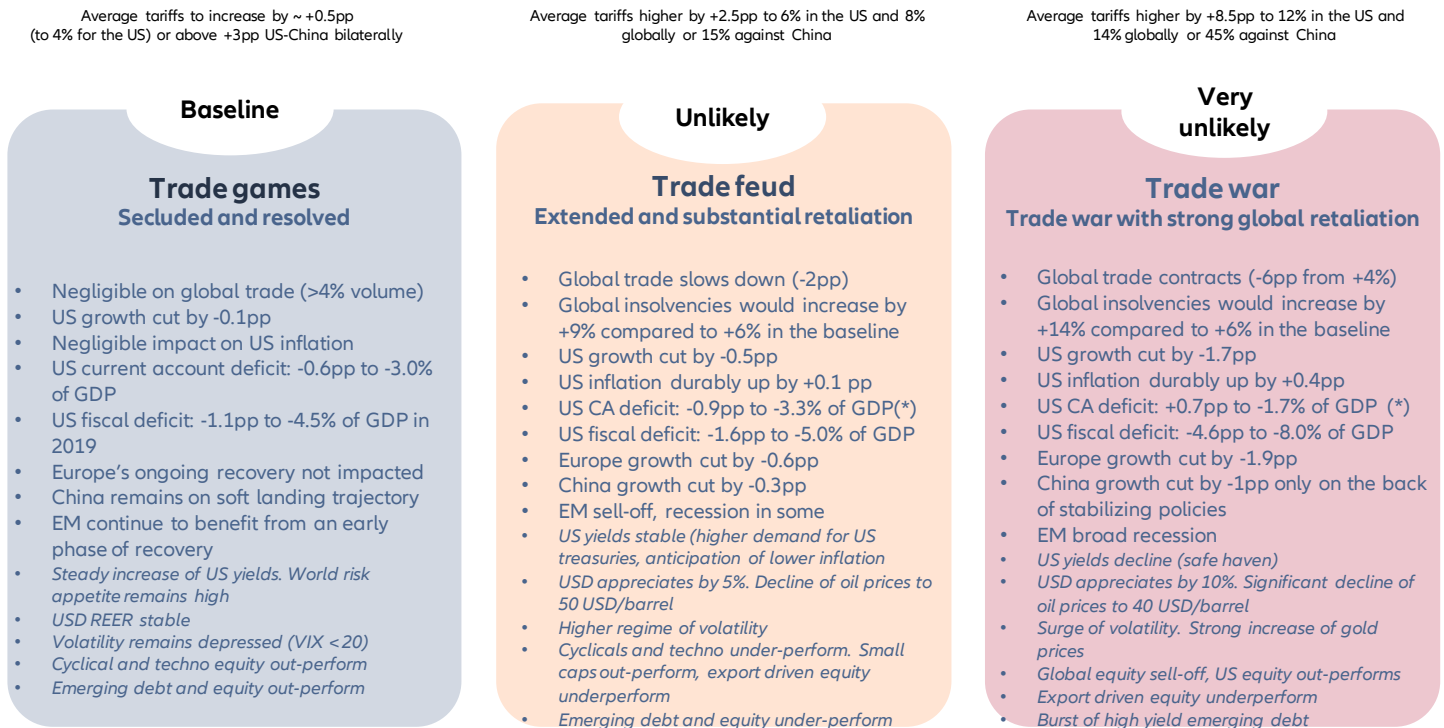 Average tariffs to increase by ~ +0.5pp
(to 4% for the US) or above +3pp US-China bilaterally
Baseline
Trade games
Secluded and resolved
• Negligible on global trade (>4% volume)
• US growth cut by -0.1pp
• Negligible impact on US inflation
• US current account deficit: -0.6pp to -3.0%
of GDP
• US fiscal deficit: -1.1pp to -4.5% of GDP in
2019
• Europe's ongoing recovery not impacted
• China remains on soft landing trajectory
• EM continue to benefit from an early
phase of recovery
• Steady increase of US yields. World risk
appetite remains high
• USD REER stable
• Volatility remains depressed (VIX <20)
• Cyclical and techno equity out-perform
• Emerging debt and equity out-perform
Average tariffs higher by +2.5pp to 6% in the US and 8%
globally or 15% against China
Unlikely
Trade feud
Extended and substantial retaliation
• Global trade slows down (-2pp)
• Global insolvencies would increase by
+9% compared to +6% in the baseline
• US growth cut by -0.5pp
• US inflation durably up by +0.1 pp
• US CA deficit: -0.9pp to -3.3% of GDP(*)
• US fiscal deficit: -1.6pp to -5.0% of GDP
• Europe growth cut by -0.6pp
• China growth cut by -0.3pp
• EM sell-off, recession in some
• US yields stable (higher demand for US
treasuries, anticipation of lower inflation
• USD appreciates by 5%. Decline of oil prices to
50 USD/barrel
• Higher regime of volatility
• Cyclicals and techno under-perform. Small
caps out-perform, export driven equity
underperform
• Emerging debt and equity under-perform
Average tariffs higher by +8.5pp to 12% in the US and
14% globally or 45% against China
Very
unlikely
Trade war
Trade war with strong global retaliation
• Global trade contracts (-6pp from +4%)
• Global insolvencies would increase by
+14% compared to +6% in the baseline
• US growth cut by -1.7pp
• US inflation durably up by +0.4pp
• US CA deficit: +0.7pp to -1.7% of GDP (*)
• US fiscal deficit: -4.6pp to -8.0% of GDP
• Europe growth cut by -1.9pp
• China growth cut by -1pp only on the back
of stabilizing policies
• EM broad recession
• US yields decline (safe haven)
• USD appreciates by 10%. Significant decline of
oil prices to 40 USD/barrel
• Surge of volatility. Strong increase of gold
prices
• Global equity sell-off, US equity out-performs
• Export driven equity underperform
• Burst of high yield emerging debt